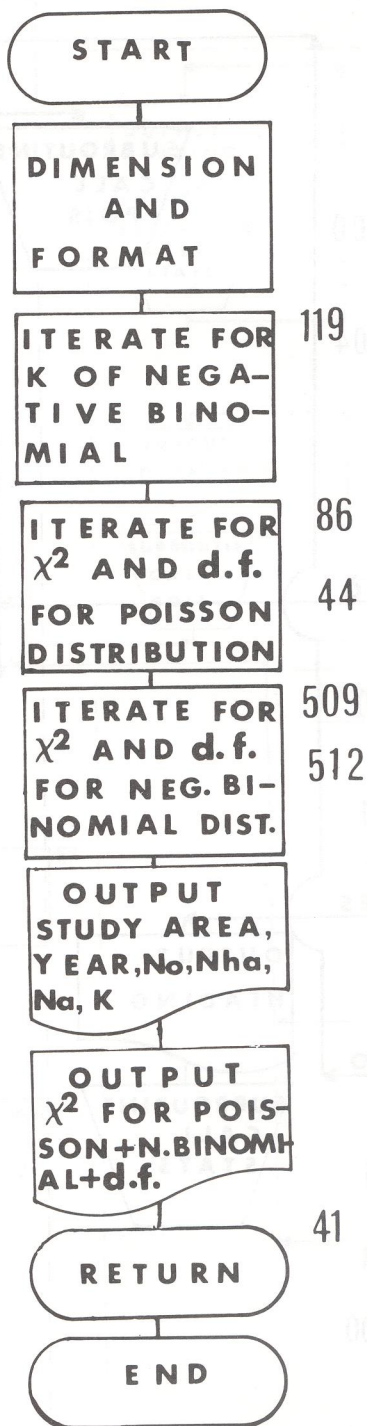 START
DIMENSION
AND
FORMAT
ITERATE FOR 119
K OF NEGA–
TIVE BINO–
MIAL
ITERATE FOR 86
χ² AND d.f.
FOR POISSON 44
DISTRIBUTION
ITERATE FOR 509
χ² AND d.f. 512
FOR NEG. BI–
NOMIAL DIST.
OUTPUT
STUDY AREA,
YEAR,No,Nha,
Na, K
OUTPUT
χ² FOR POIS–
SON+N.BINOMI–
AL+d.f.
41
RETURN
END